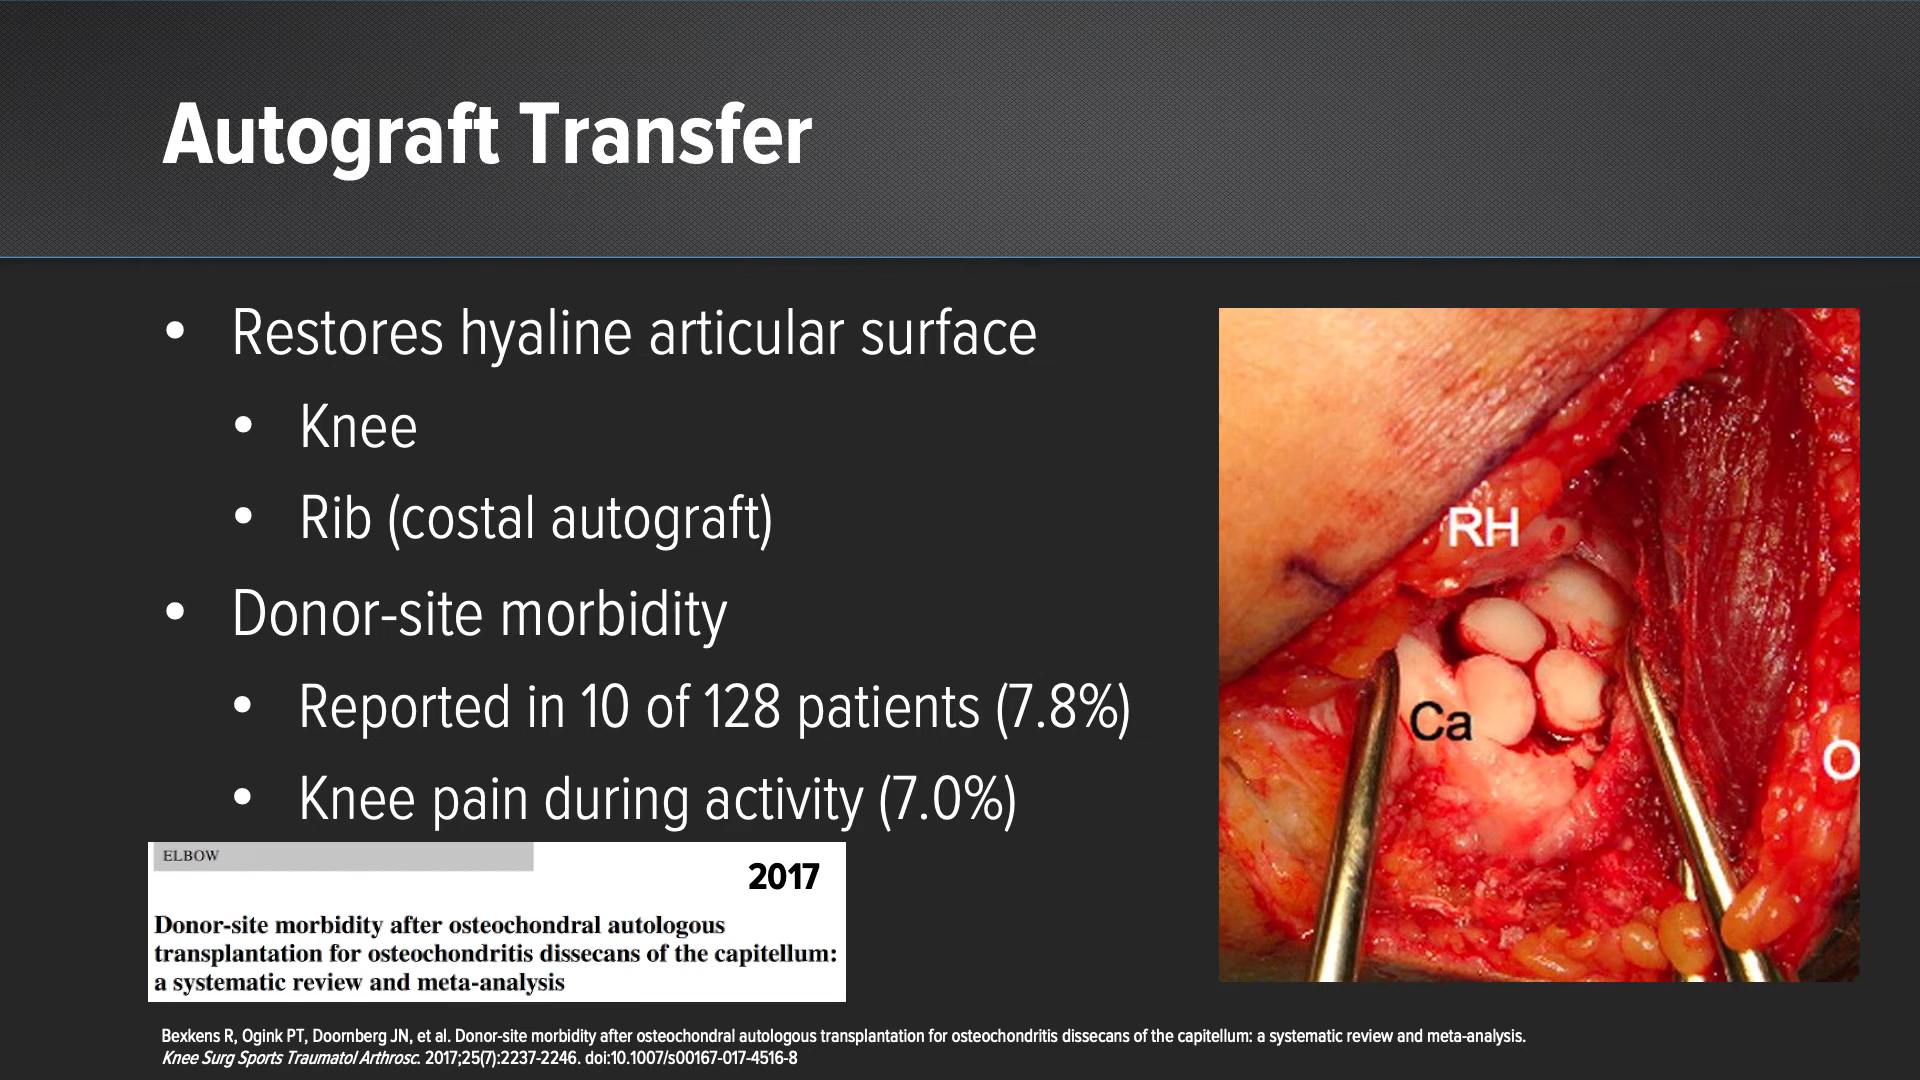 Autograft Transfer
• Restores hyaline articular surface
• Knee
• Rib (costal autograft)
• Donor-site morbidity
• Reported in 10 of 128 patients (7.8%)
• Knee pain during activity (7.0%)
RH
Ca
O
ELBOW
2017
Donor-site morbidity after osteochondral autologous
transplantation for osteochondritis dissecans of the capitellum:
a systematic review and meta-analysis
Bexkens R, Ogink PT, Doornberg JN, et al. Donor-site morbidity after osteochondral autologous transplantation for osteochondritis dissecans of the capitellum: a systematic review and meta-analysis.
Knee Surg Sports Traumatol Arthrosc. 2017;25(7):2237-2246. doi:10.1007/s00167-017-4516-8